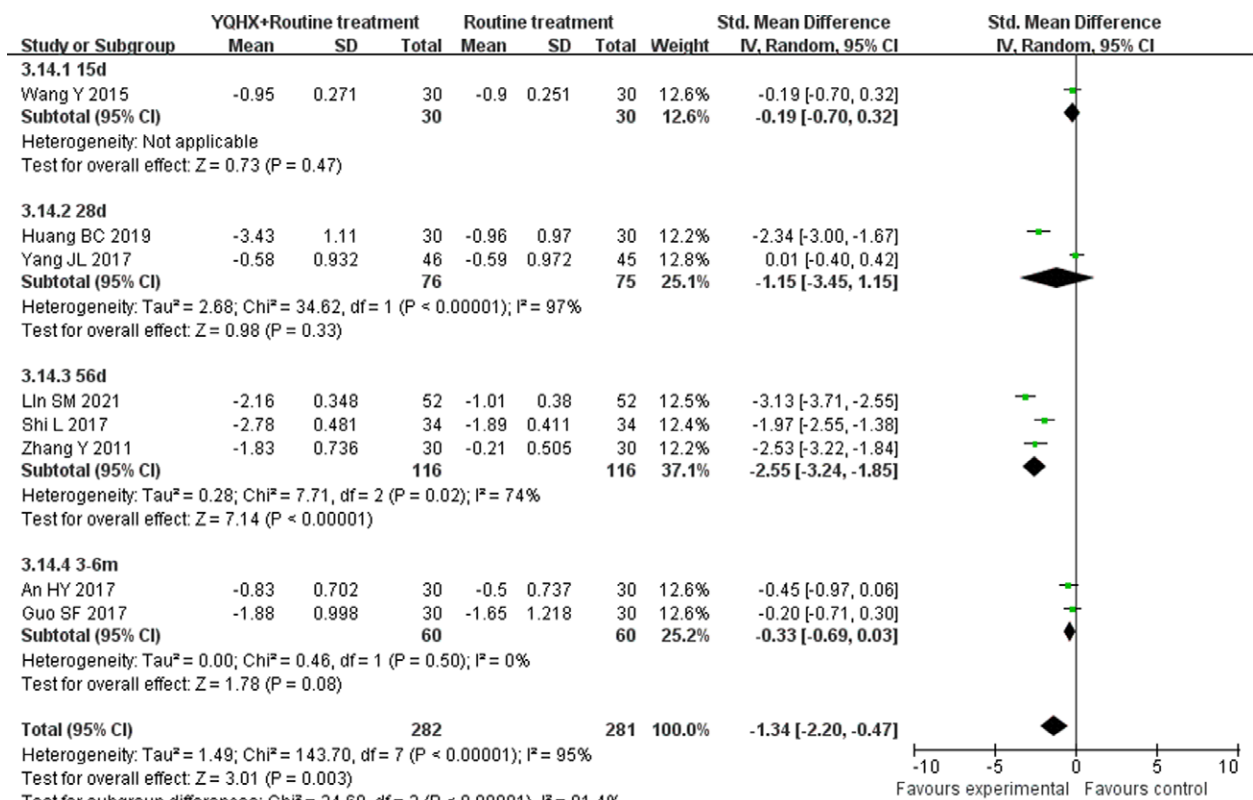 YQHX+Routine treatment Routine treatment Std. Mean Difference Std. Mean Difference
Study or Subgroup Mean SD Total Mean SD Total Weight IV, Random, 95% CI IV, Random, 95% CI
3.14.1 15d
Wang Y 2015 -0.95 0.271 30 -0.9 0.251 30 12.6% -0.19 [-0.70, 0.32]
Subtotal (95% CI) 30 30 12.6% -0.19 [-0.70, 0.32]
Heterogeneity: Not applicable
Test for overall effect: Z = 0.73 (P = 0.47)
3.14.2 28d
Huang BC 2019 -3.43 1.11 30 -0.96 0.97 30 12.2% -2.34 [-3.00, -1.67]
Yang JL 2017 -0.58 0.932 46 -0.59 0.972 45 12.8% 0.01 [-0.40, 0.42]
Subtotal (95% CI) 76 75 25.1% -1.15 [-3.45, 1.15]
Heterogeneity: Tau² = 2.68; Chi² = 34.62, df = 1 (P < 0.00001); I² = 97%
Test for overall effect: Z = 0.98 (P = 0.33)
3.14.3 56d
LIn SM 2021 -2.16 0.348 52 -1.01 0.38 52 12.5% -3.13 [-3.71, -2.55]
Shi L 2017 -2.78 0.481 34 -1.89 0.411 34 12.4% -1.97 [-2.55, -1.38]
Zhang Y 2011 -1.83 0.736 30 -0.21 0.505 30 12.2% -2.53 [-3.22, -1.84]
Subtotal (95% CI) 116 116 37.1% -2.55 [-3.24, -1.85]
Heterogeneity: Tau² = 0.28; Chi² = 7.71, df = 2 (P = 0.02); I² = 74%
Test for overall effect: Z = 7.14 (P < 0.00001)
3.14.4 3-6m
An HY 2017 -0.83 0.702 30 -0.5 0.737 30 12.6% -0.45 [-0.97, 0.06]
Guo SF 2017 -1.88 0.998 30 -1.65 1.218 30 12.6% -0.20 [-0.71, 0.30]
Subtotal (95% CI) 60 60 25.2% -0.33 [-0.69, 0.03]
Heterogeneity: Tau² = 0.00; Chi² = 0.46, df = 1 (P = 0.50); I² = 0%
Test for overall effect: Z = 1.78 (P = 0.08)
Total (95% CI) 282 281 100.0% -1.34 [-2.20, -0.47]
Heterogeneity: Tau² = 1.49; Chi² = 143.70, df = 7 (P < 0.00001); I² = 95%
Test for overall effect: Z = 3.01 (P = 0.003)
-10 -5 0 5 10
Favours experimental Favours control